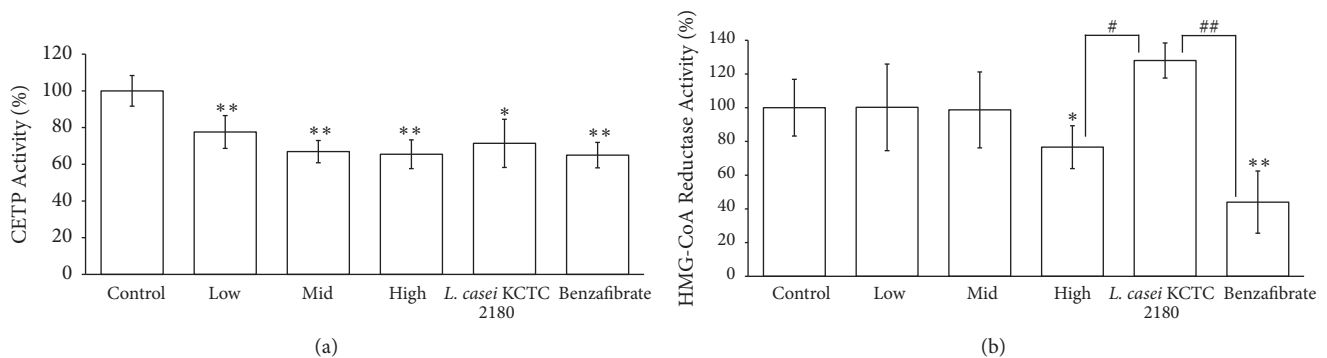 CETP Activity (%)
120
100
80
60
40
20
0
**
**
**
*
**
Control
Low
Mid
High
L. casei KCTC
2180
Benzafibrate
(a)
HMG-CoA Reductase Activity (%)
140
120
100
80
60
40
20
0
#
##
*
**
Control
Low
Mid
High
L. casei KCTC
2180
Benzafibrate
(b)